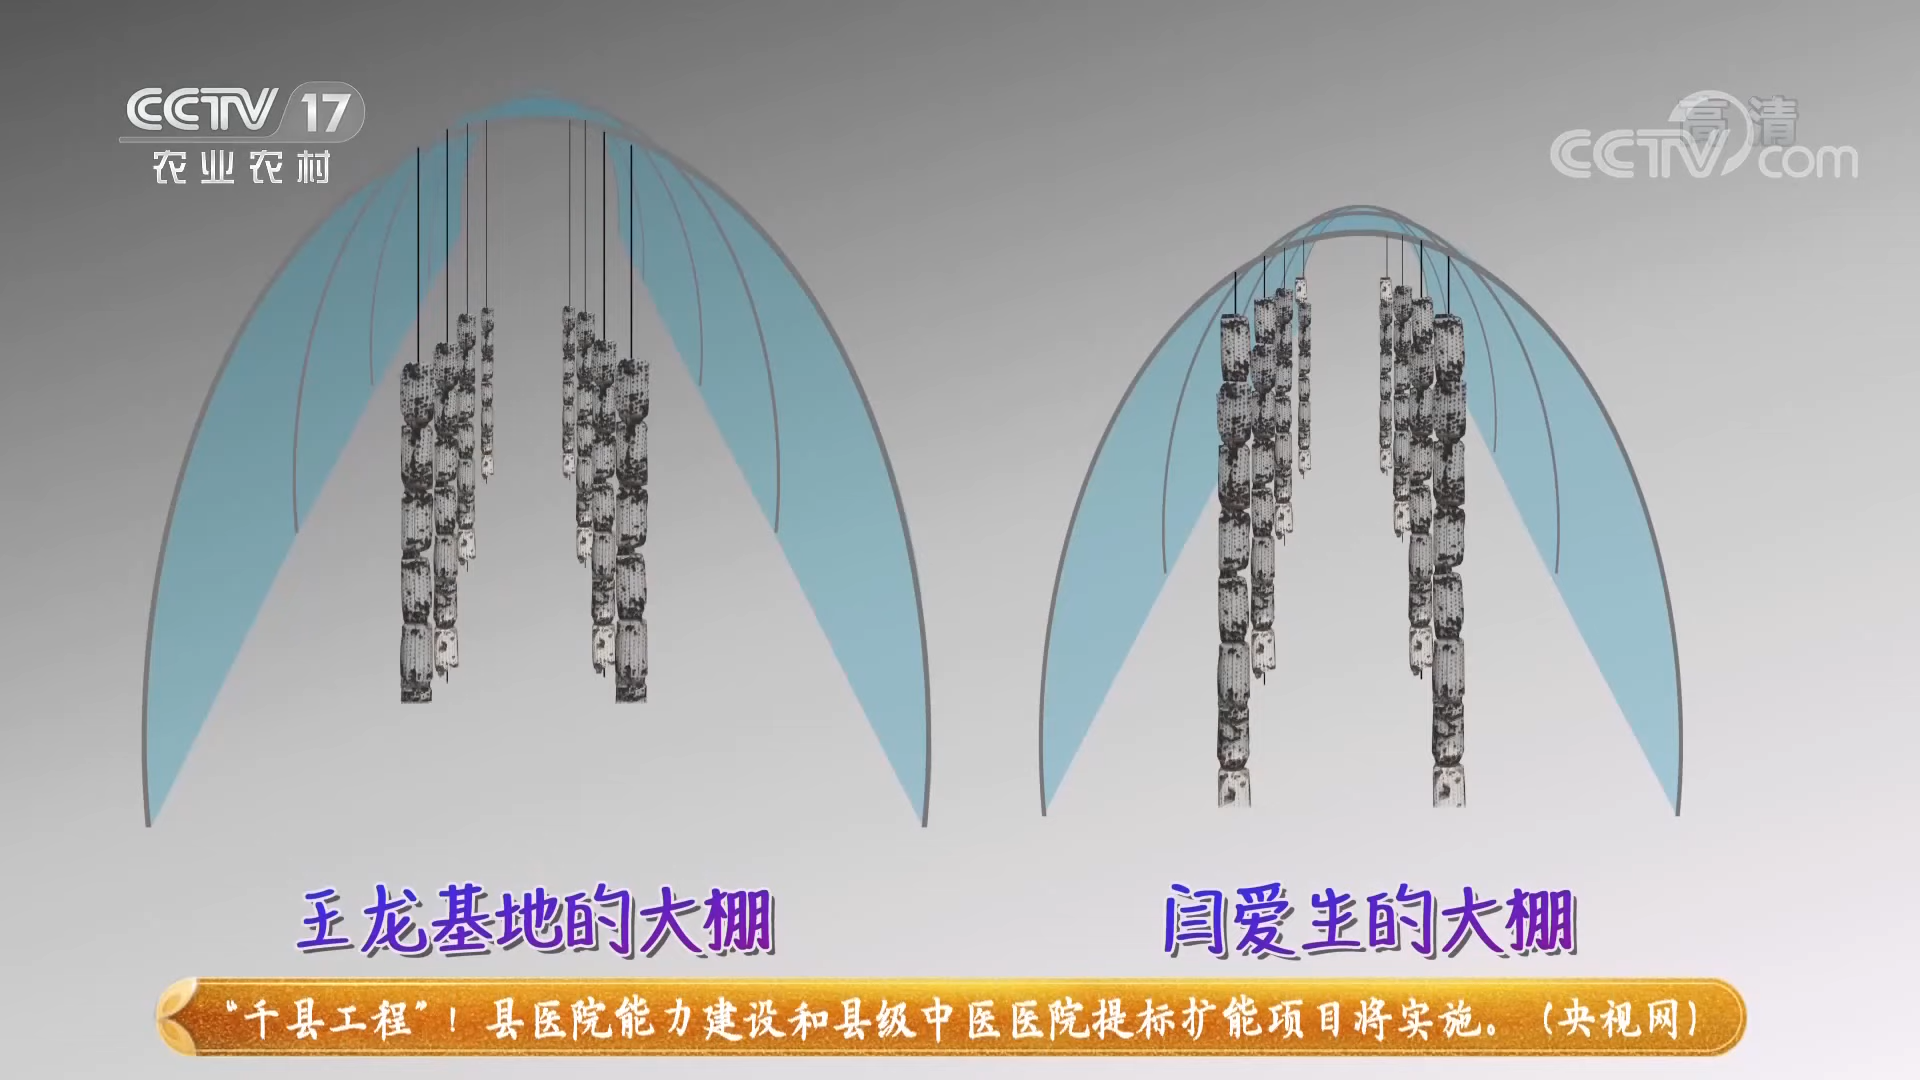 CCTV 17
农业农村
高清
CCTV com
王龙基地的大棚
闫爱生的大棚
“千县工程”！县医院能力建设和县级中医医院提标扩能项目将实施。（央视网）